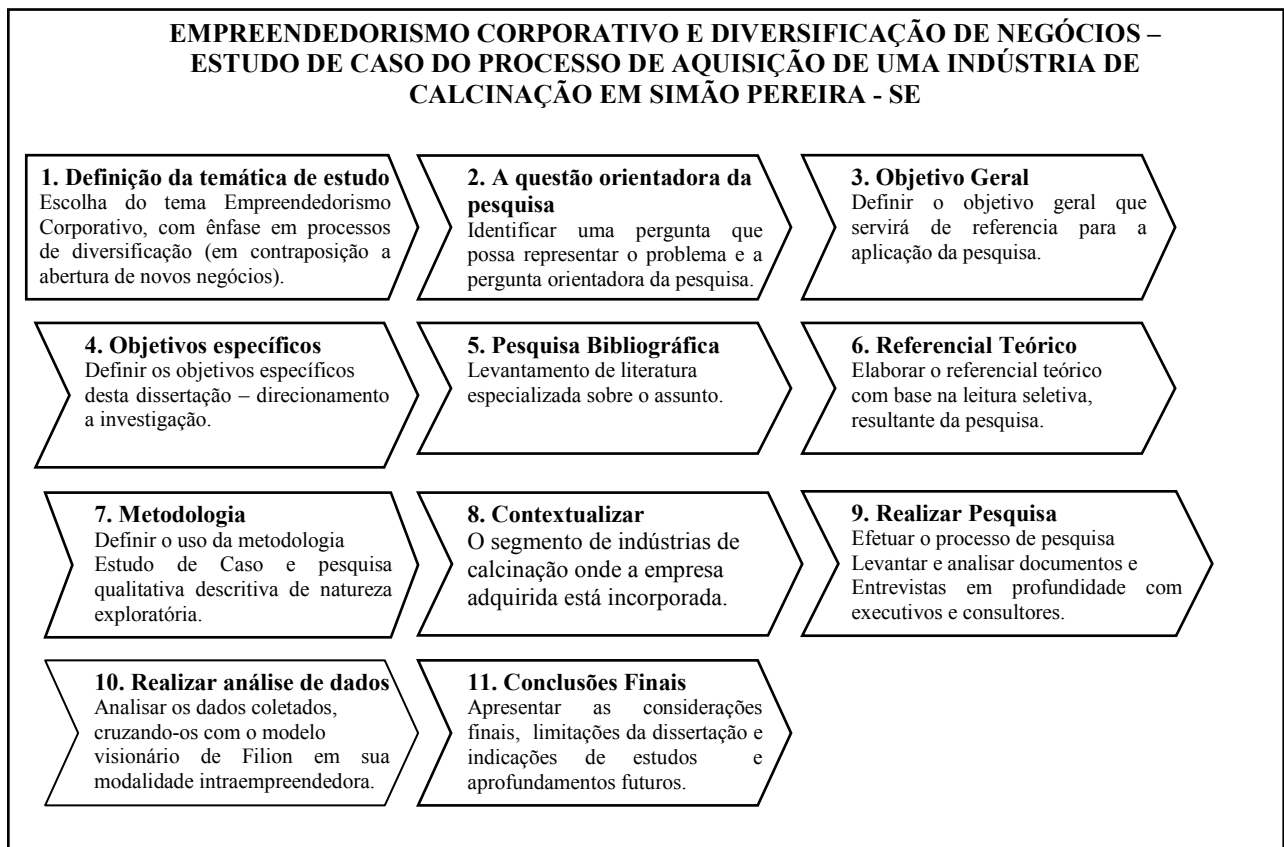 EMPREENDEDORISMO CORPORATIVO E DIVERSIFICAÇÃO DE NEGÓCIOS –
ESTUDO DE CASO DO PROCESSO DE AQUISIÇÃO DE UMA INDÚSTRIA DE
CALCINAÇÃO EM SIMÃO PEREIRA - SE
1. Definição da temática de estudo
Escolha do tema Empreendedorismo
Corporativo, com ênfase em processos
de diversificação (em contraposição a
abertura de novos negócios).
2. A questão orientadora da
pesquisa
Identificar uma pergunta que
possa representar o problema e a
pergunta orientadora da pesquisa.
3. Objetivo Geral
Definir o objetivo geral que
servirá de referencia para a
aplicação da pesquisa.
4. Objetivos específicos
Definir os objetivos específicos
desta dissertação – direcionamento
a investigação.
5. Pesquisa Bibliográfica
Levantamento de literatura
especializada sobre o assunto.
6. Referencial Teórico
Elaborar o referencial teórico
com base na leitura seletiva,
resultante da pesquisa.
7. Metodologia
Definir o uso da metodologia
Estudo de Caso e pesquisa
qualitativa descritiva de natureza
exploratória.
8. Contextualizar
O segmento de indústrias de
calcinação onde a empresa
adquirida está incorporada.
9. Realizar Pesquisa
Efetuar o processo de pesquisa
Levantar e analisar documentos e
Entrevistas em profundidade com
executivos e consultores.
10. Realizar análise de dados
Analisar os dados coletados,
cruzando-os com o modelo
visionário de Filion em sua
modalidade intraempreendedora.
11. Conclusões Finais
Apresentar as considerações
finais, limitações da dissertação e
indicações de estudos e
aprofundamentos futuros.